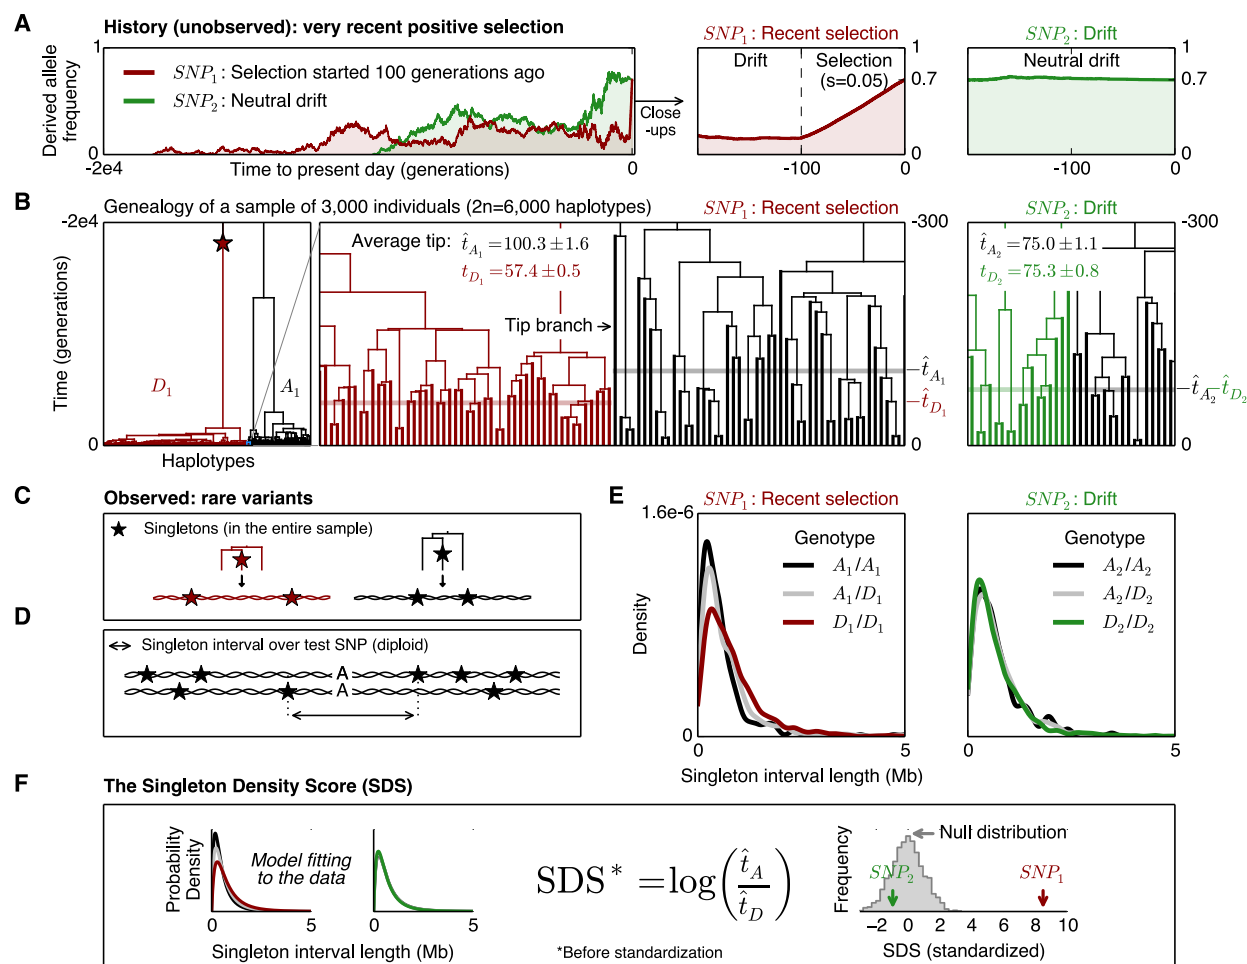 A History (unobserved): very recent positive selection
SNP1: Recent selection
SNP2: Drift
Derived allele
frequency
1
0
SNP1: Selection started 100 generations ago
SNP2: Neutral drift
-2e4
Time to present day (generations)
0
Close
-ups
Drift
Selection
(s=0.05)
1
0.7
0
-100
0
Neutral drift
1
0.7
0
-100
0
B Genealogy of a sample of 3,000 individuals (2n=6,000 haplotypes)
SNP1: Recent selection
SNP2: Drift
Time (generations)
-2e4
0
D1
A1
Haplotypes
Average tip: t̂A1=100.3±1.6
tD1=57.4±0.5
Tip branch
-300
-t̂A1
-t̂D1
0
t̂A2=75.0±1.1
tD2=75.3±0.8
-300
-t̂A2-t̂D2
0
C Observed: rare variants
Singletons (in the entire sample)
D
Singleton interval over test SNP (diploid)
A
A
E SNP1: Recent selection
SNP2: Drift
1.6e-6
Density
0
Genotype
A1/A1
A1/D1
D1/D1
0
5
Singleton interval length (Mb)
Genotype
A2/A2
A2/D2
D2/D2
0
5
F The Singleton Density Score (SDS)
Probability
Density
Model fitting
to the data
0
5
0
5
Singleton interval length (Mb)
SDS* = log(t̂A/t̂D)
*Before standardization
Frequency
Null distribution
SNP2
SNP1
−2 0 2 4 6 8 10
SDS (standardized)